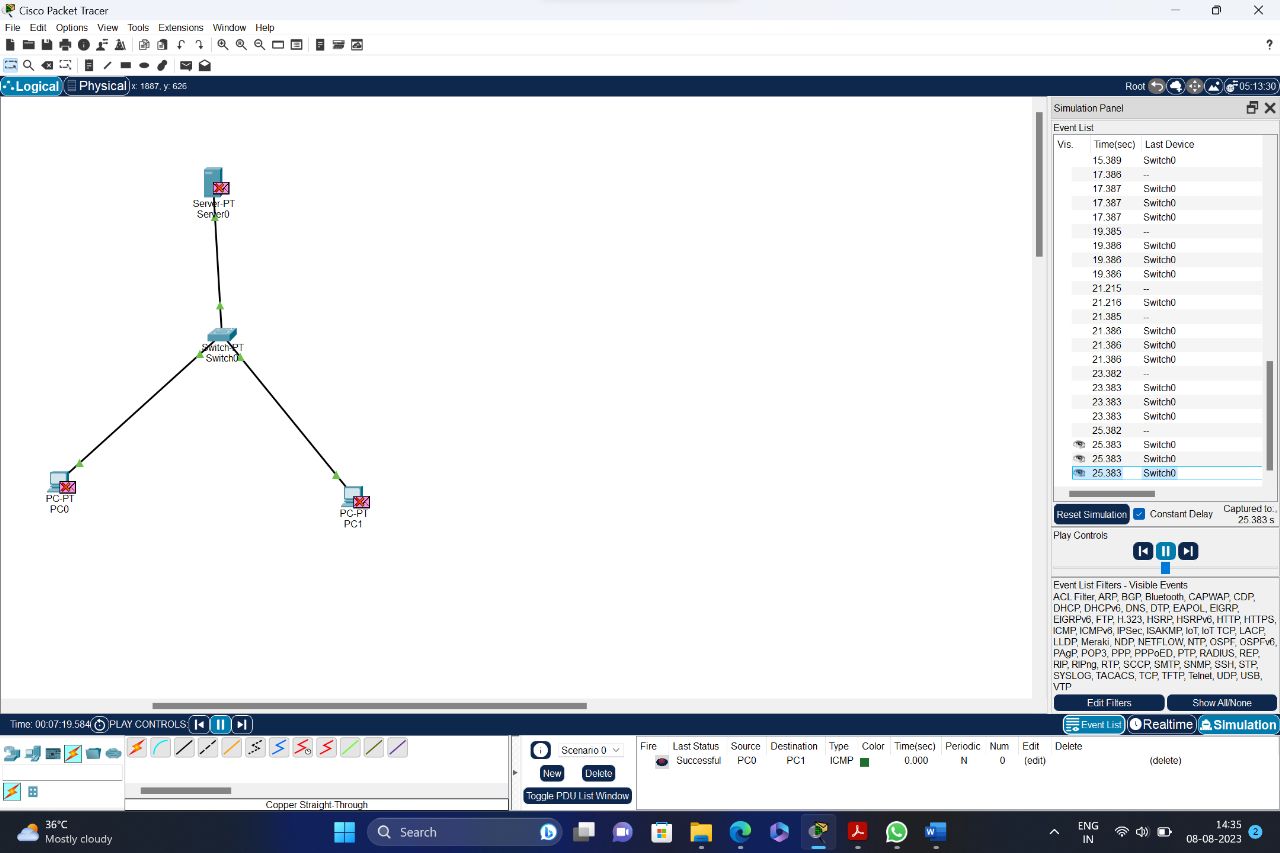 Cisco Packet Tracer
File Edit Options View Tools Extensions Window Help
?
Logical Physical x: 1887, y: 626 Root 05:13:30
Simulation Panel
Event List
Vis. Time(sec) Last Device
15.389 Switch0
17.386 --
17.387 Switch0
17.387 Switch0
17.387 Switch0
19.385 --
19.386 Switch0
19.386 Switch0
19.386 Switch0
21.215 --
21.216 Switch0
21.385 --
21.386 Switch0
21.386 Switch0
21.386 Switch0
23.382 --
23.383 Switch0
23.383 Switch0
23.383 Switch0
25.382 --
25.383 Switch0
25.383 Switch0
25.383 Switch0
Reset Simulation Constant Delay Captured to:,
25.383 s
Play Controls
Event List Filters - Visible Events
ACL Filter, ARP, BGP, Bluetooth, CAPWAP, CDP,
DHCP, DHCPv6, DNS, DTP, EAPOL, EIGRP,
EIGRPv6, FTP, H.323, HSRP, HSRPv6, HTTP, HTTPS,
ICMP, ICMPv6, IPSec, ISAKMP, IoT, IoT TCP, LACP,
LLDP, Meraki, NDP, NETFLOW, NTP, OSPF, OSPFv6,
PAgP, POP3, PPP, PPPoED, PTP, RADIUS, REP,
RIP, RIPng, RTP, SCCP, SMTP, SNMP, SSH, STP,
SYSLOG, TACACS, TCP, TFTP, Telnet, UDP, USB,
VTP
Edit Filters Show All/None
Server-PT
Server0
Switch-PT
Switch0
PC-PT
PC0
PC-PT
PC1
Time: 00:07:19.584 PLAY CONTROLS: Event List Realtime Simulation
Copper Straight-Through
Scenario 0
New Delete
Toggle PDU List Window
Fire Last Status Source Destination Type Color Time(sec) Periodic Num Edit Delete
Successful PC0 PC1 ICMP 0.000 N 0 (edit) (delete)
36°C
Mostly cloudy
Search
ENG
IN
14:35
08-08-2023
2